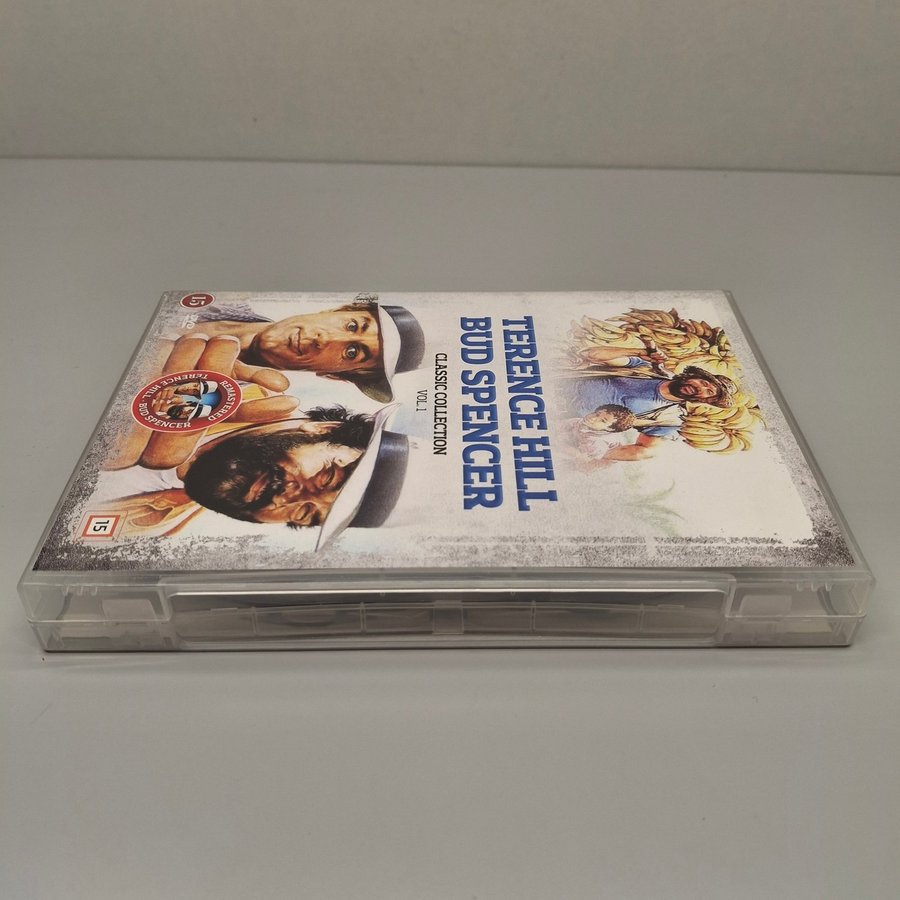 TERENCE HILL
BUD SPENCER
CLASSIC COLLECTION
VOL. 1
15
REMASTERED
TERENCE HILL · BUD SPENCER
15